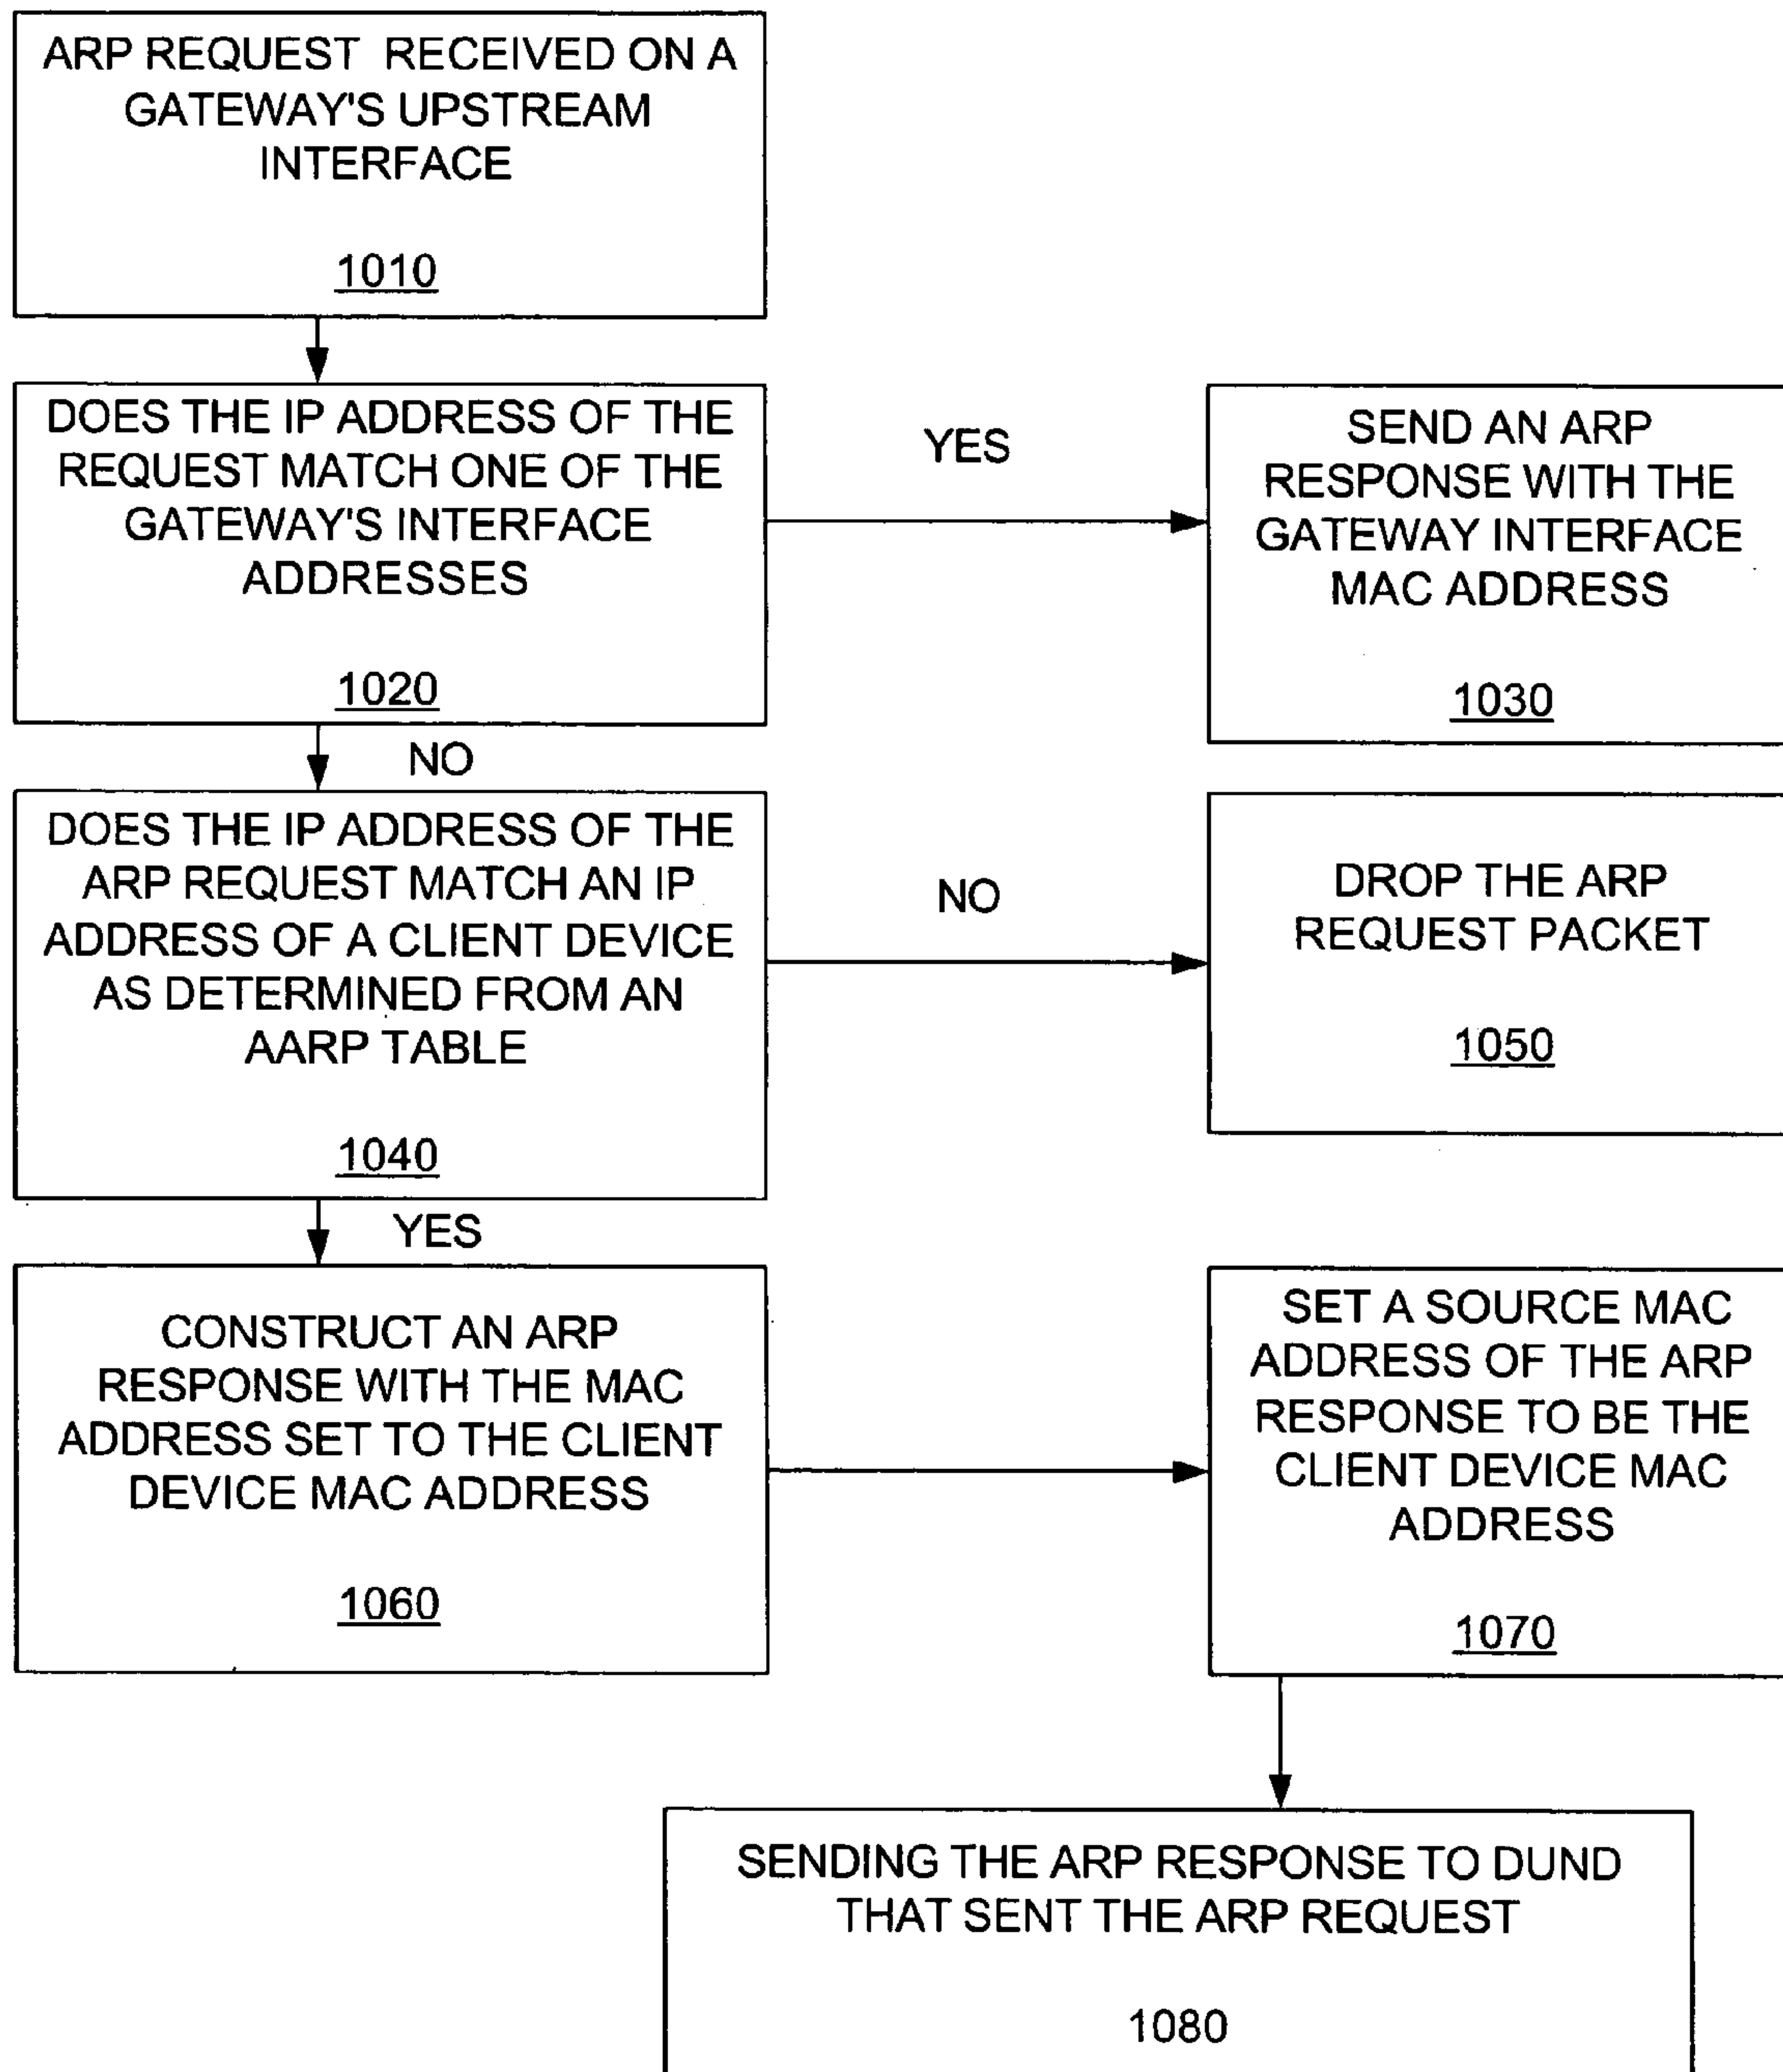 ARP REQUEST RECEIVED ON A
GATEWAY'S UPSTREAM
INTERFACE
1010
DOES THE IP ADDRESS OF THE
REQUEST MATCH ONE OF THE
GATEWAY'S INTERFACE
ADDRESSES
1020
YES
SEND AN ARP
RESPONSE WITH THE
GATEWAY INTERFACE
MAC ADDRESS
1030
NO
DOES THE IP ADDRESS OF THE
ARP REQUEST MATCH AN IP
ADDRESS OF A CLIENT DEVICE
AS DETERMINED FROM AN
AARP TABLE
1040
NO
DROP THE ARP
REQUEST PACKET
1050
YES
CONSTRUCT AN ARP
RESPONSE WITH THE MAC
ADDRESS SET TO THE CLIENT
DEVICE MAC ADDRESS
1060
SET A SOURCE MAC
ADDRESS OF THE ARP
RESPONSE TO BE THE
CLIENT DEVICE MAC
ADDRESS
1070
SENDING THE ARP RESPONSE TO DUND
THAT SENT THE ARP REQUEST
1080